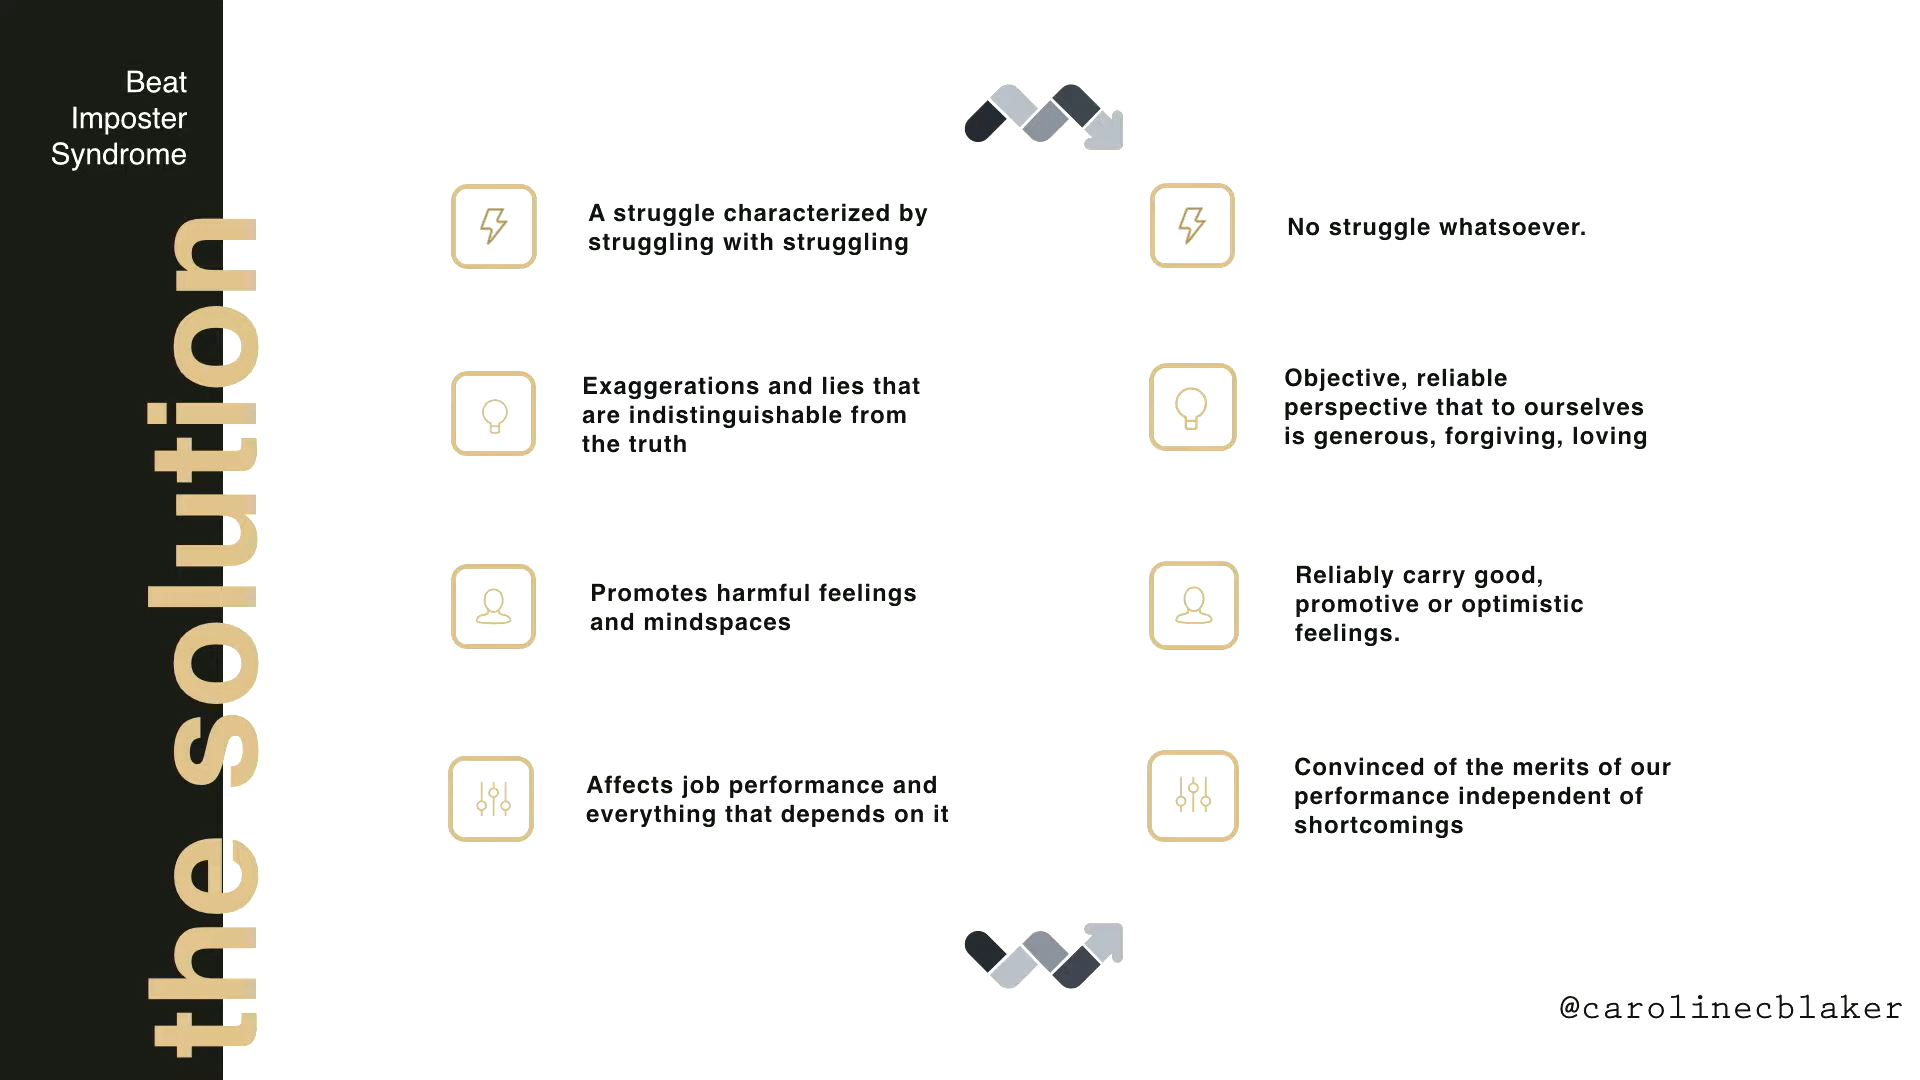 Beat
Imposter
Syndrome
the solution
A struggle characterized by
struggling with struggling
No struggle whatsoever.
Exaggerations and lies that
are indistinguishable from
the truth
Objective, reliable
perspective that to ourselves
is generous, forgiving, loving
Promotes harmful feelings
and mindspaces
Reliably carry good,
promotive or optimistic
feelings.
Affects job performance and
everything that depends on it
Convinced of the merits of our
performance independent of
shortcomings
@carolinecblaker